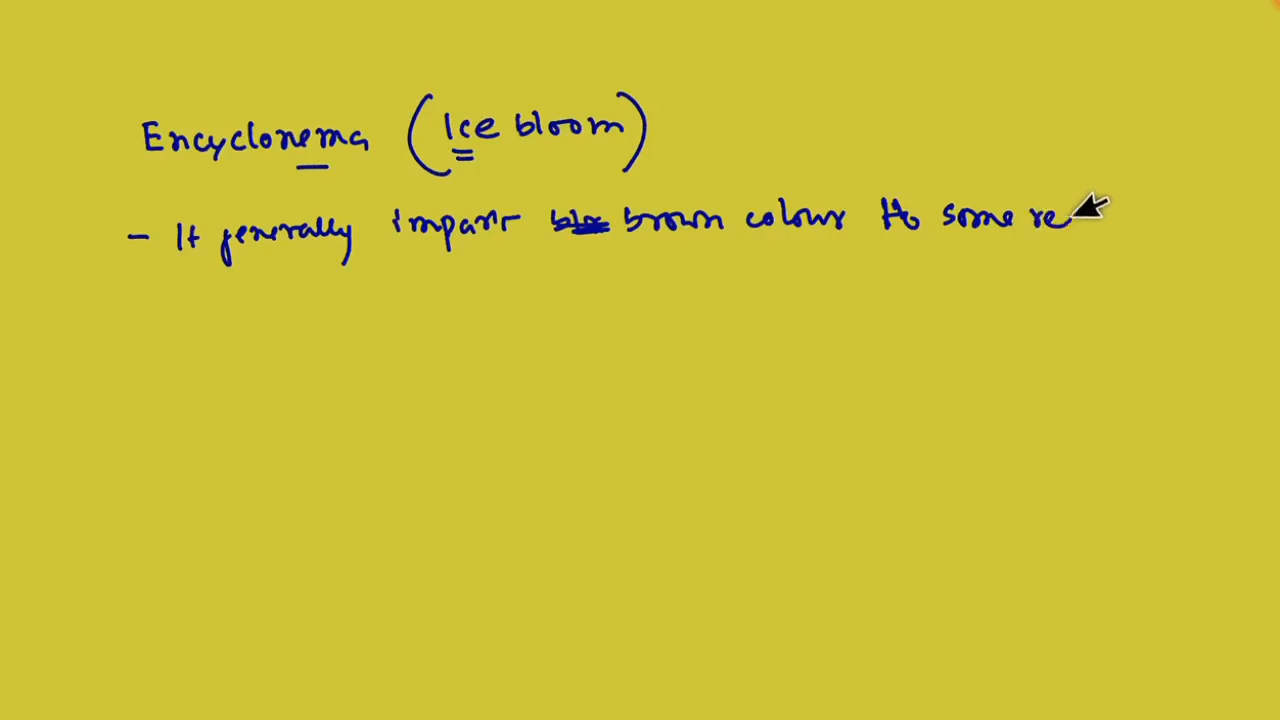 Encyclonema (Ice bloom)
- It generally impart brown colour to some re